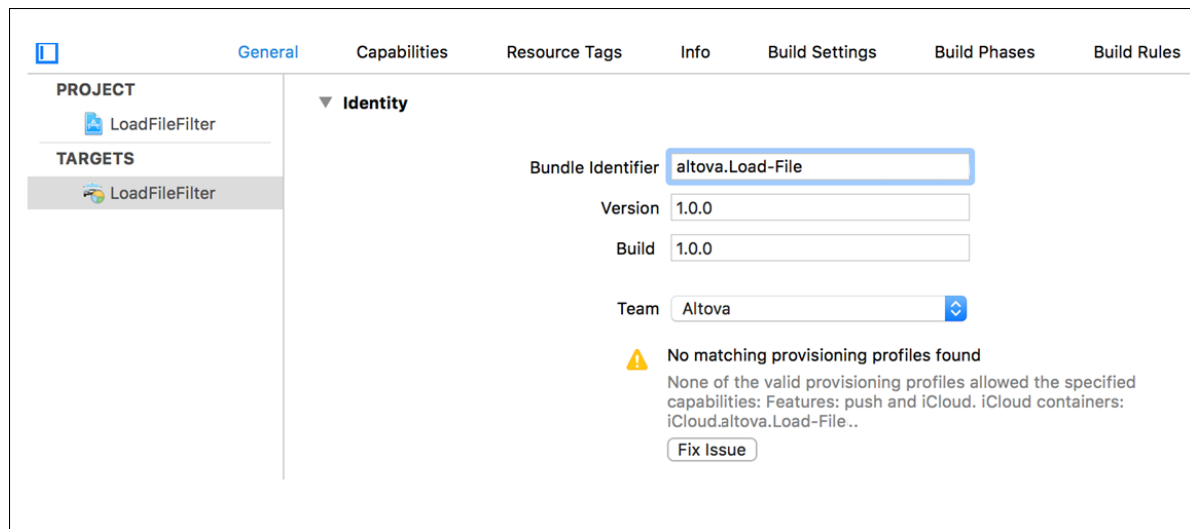 General Capabilities Resource Tags Info Build Settings Build Phases Build Rules
PROJECT
LoadFileFilter
TARGETS
LoadFileFilter
Identity
Bundle Identifier altova.Load-File
Version 1.0.0
Build 1.0.0
Team Altova
No matching provisioning profiles found
None of the valid provisioning profiles allowed the specified
capabilities: Features: push and iCloud. iCloud containers:
iCloud.altova.Load-File..
Fix Issue